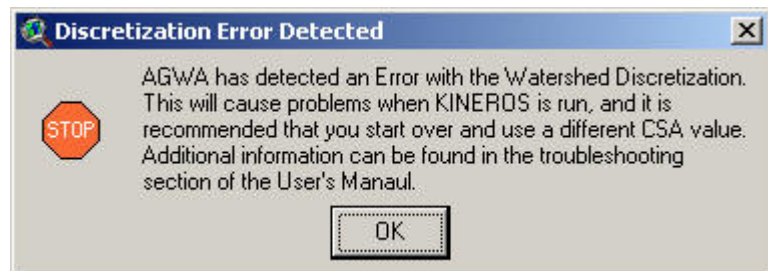 Discretization Error Detected
AGWA has detected an Error with the Watershed Discretization.
This will cause problems when KINEROS is run, and it is
recommended that you start over and use a different CSA value.
Additional information can be found in the troubleshooting
section of the User's Manaul.
STOP
OK